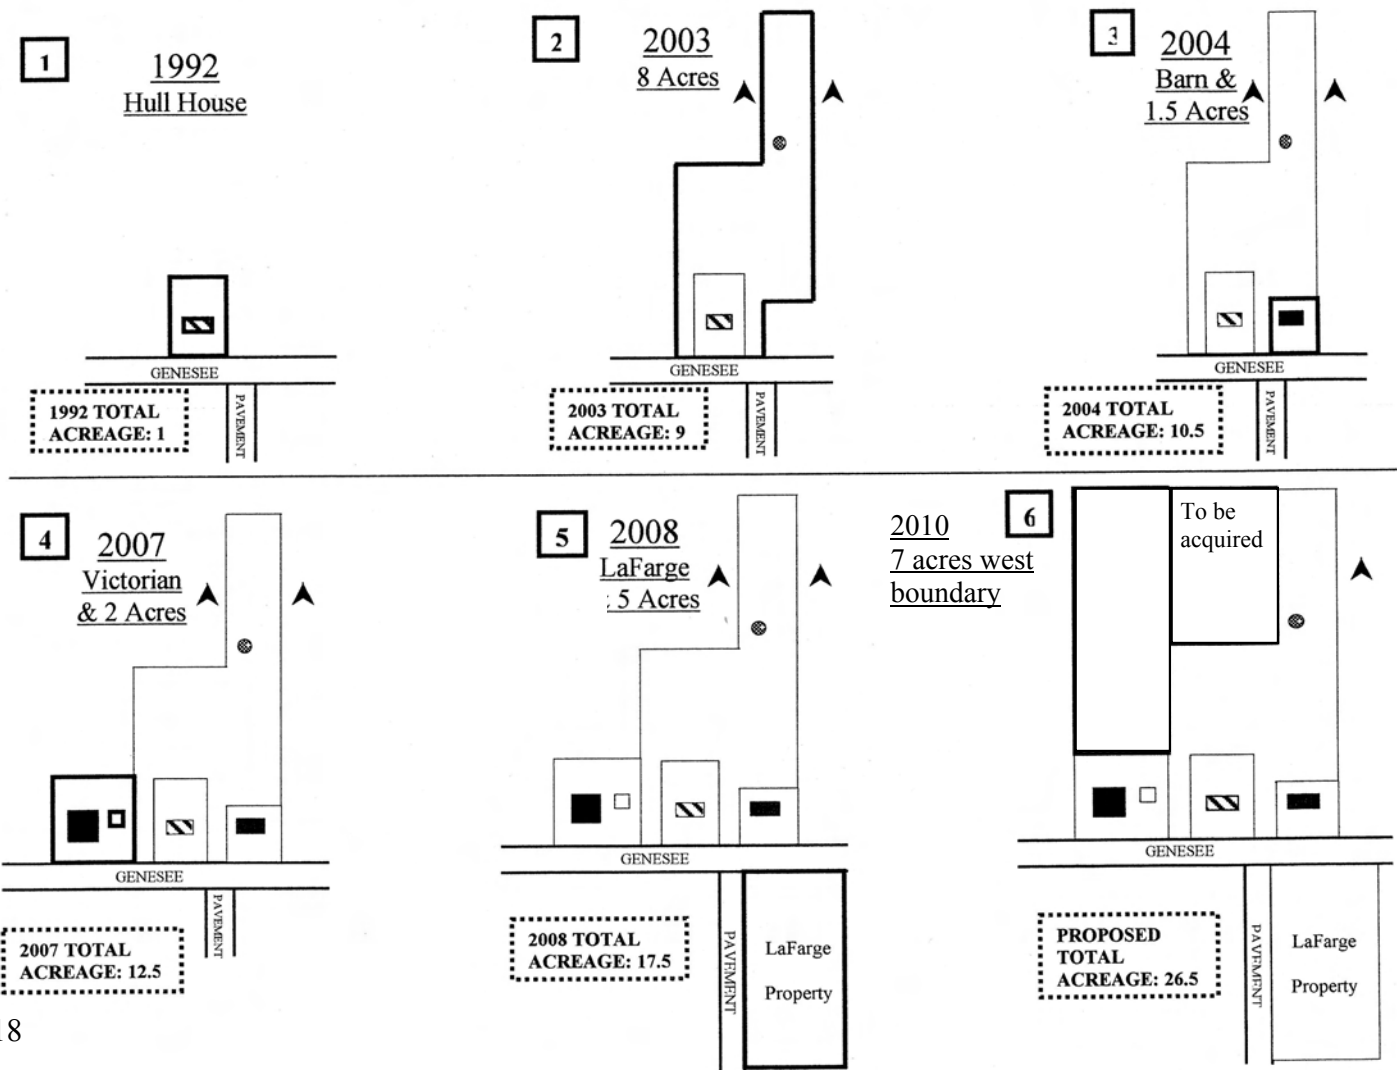 1
1992
Hull House
GENESEE
PAVEMENT
1992 TOTAL
ACREAGE: 1
2
2003
8 Acres
GENESEE
PAVEMENT
2003 TOTAL
ACREAGE: 9
3
2004
Barn &
1.5 Acres
GENESEE
PAVEMENT
2004 TOTAL
ACREAGE: 10.5
4
2007
Victorian
& 2 Acres
GENESEE
PAVEMENT
2007 TOTAL
ACREAGE: 12.5
5
2008
LaFarge
5 Acres
GENESEE
PAVEMENT
2008 TOTAL
ACREAGE: 17.5
LaFarge
Property
2010
7 acres west
boundary
6
To be
acquired
GENESEE
PAVEMENT
PROPOSED
TOTAL
ACREAGE: 26.5
LaFarge
Property
18